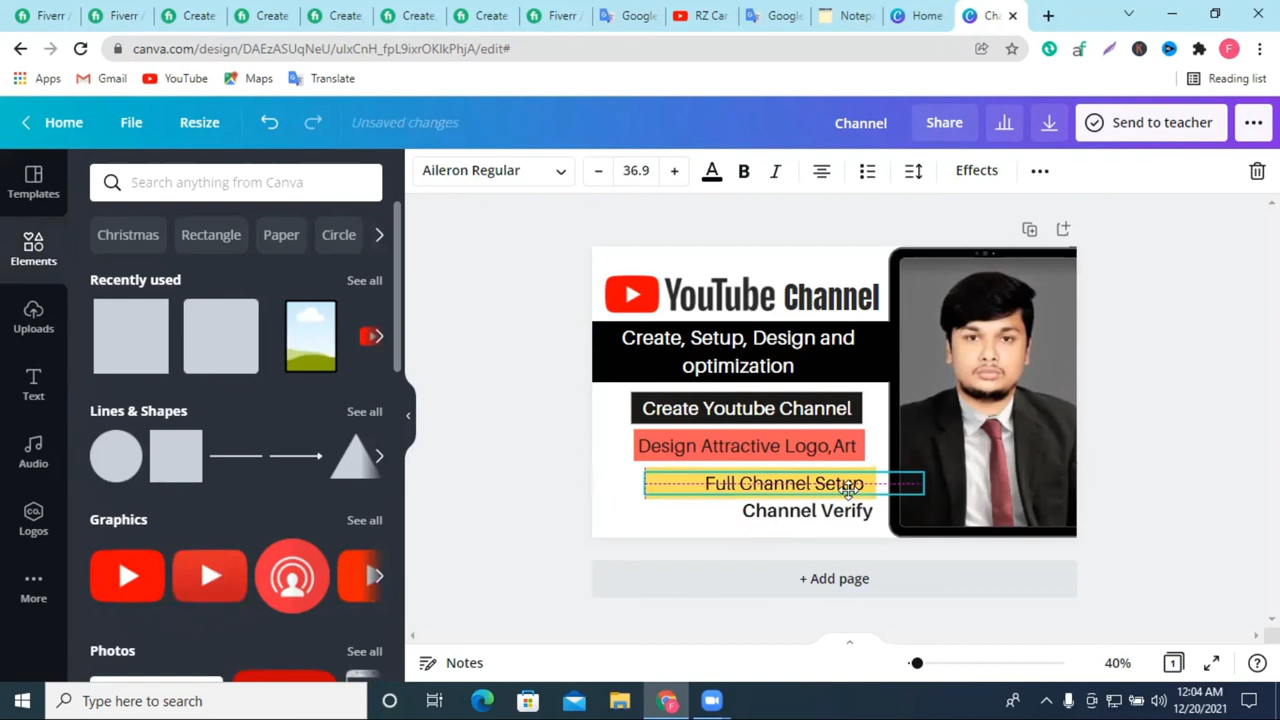 Fiverr
Fiverr
Create
Create
Create
Create
Create
Fiverr
Google
RZ Car
Google
Notep
Home
Cha
canva.com/design/DAEzASUqNeU/ulxCnH_fpL9ixrOKlkPhjA/edit#
F
Apps
Gmail
YouTube
Maps
Translate
Reading list
Home
File
Resize
Unsaved changes
Channel
Share
Send to teacher
Templates
Elements
Uploads
Text
Audio
Logos
More
Search anything from Canva
Christmas
Rectangle
Paper
Circle
Recently used
See all
Lines & Shapes
See all
Graphics
See all
Photos
See all
Aileron Regular
36.9
A
B
I
Effects
YouTube Channel
Create, Setup, Design and
optimization
Create Youtube Channel
Design Attractive Logo,Art
Full Channel Setup
Channel Verify
+ Add page
Notes
40%
1
Type here to search
12:04 AM
12/20/2021